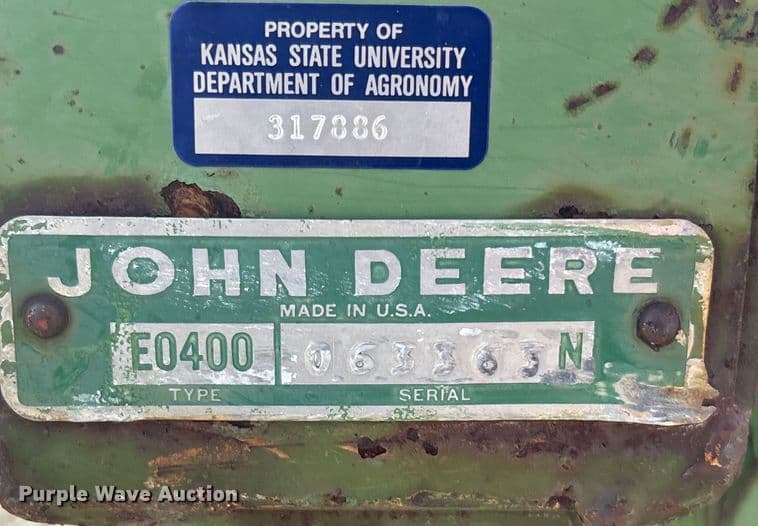 PROPERTY OF
KANSAS STATE UNIVERSITY
DEPARTMENT OF AGRONOMY
317886
JOHN DEERE
MADE IN U.S.A.
E0400 063363 N
TYPE SERIAL
Purple Wave Auction